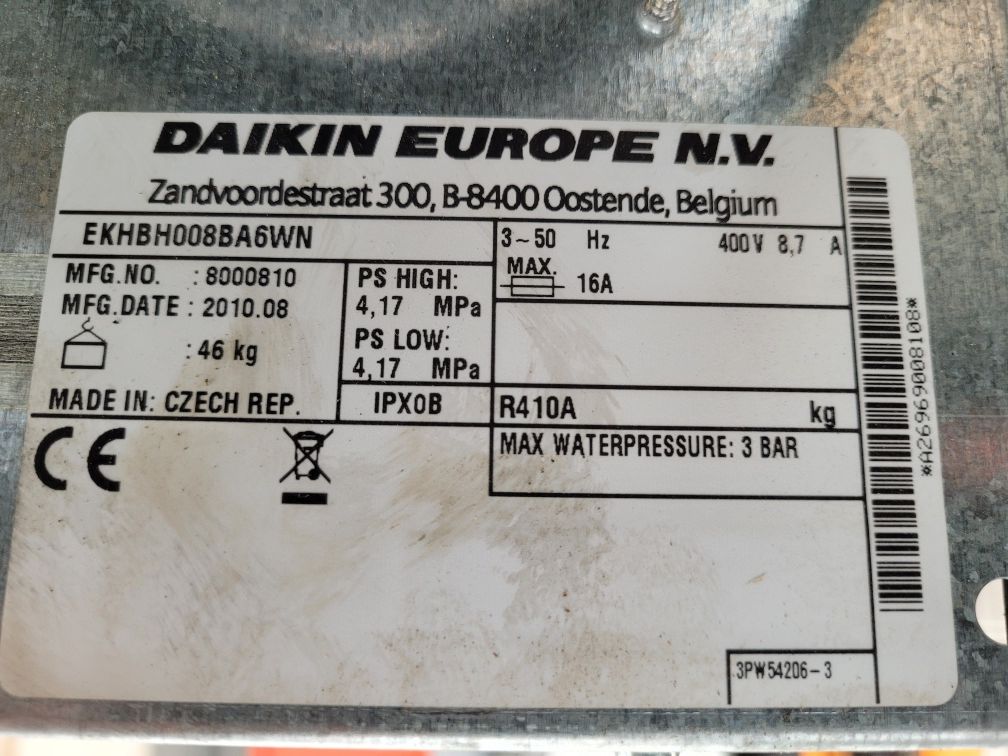 DAIKIN EUROPE N.V.
Zandvoordestraat 300, B-8400 Oostende, Belgium
EKHBH008BA6WN
3~50 Hz 400V 8,7 A
MAX. 16A
MFG.NO. : 8000810
MFG.DATE : 2010.08
: 46 kg
MADE IN: CZECH REP.
PS HIGH:
4,17 MPa
PS LOW:
4,17 MPa
IPX0B
R410A kg
MAX WATERPRESSURE: 3 BAR
CE
3PW54206-3
*A26969008108*